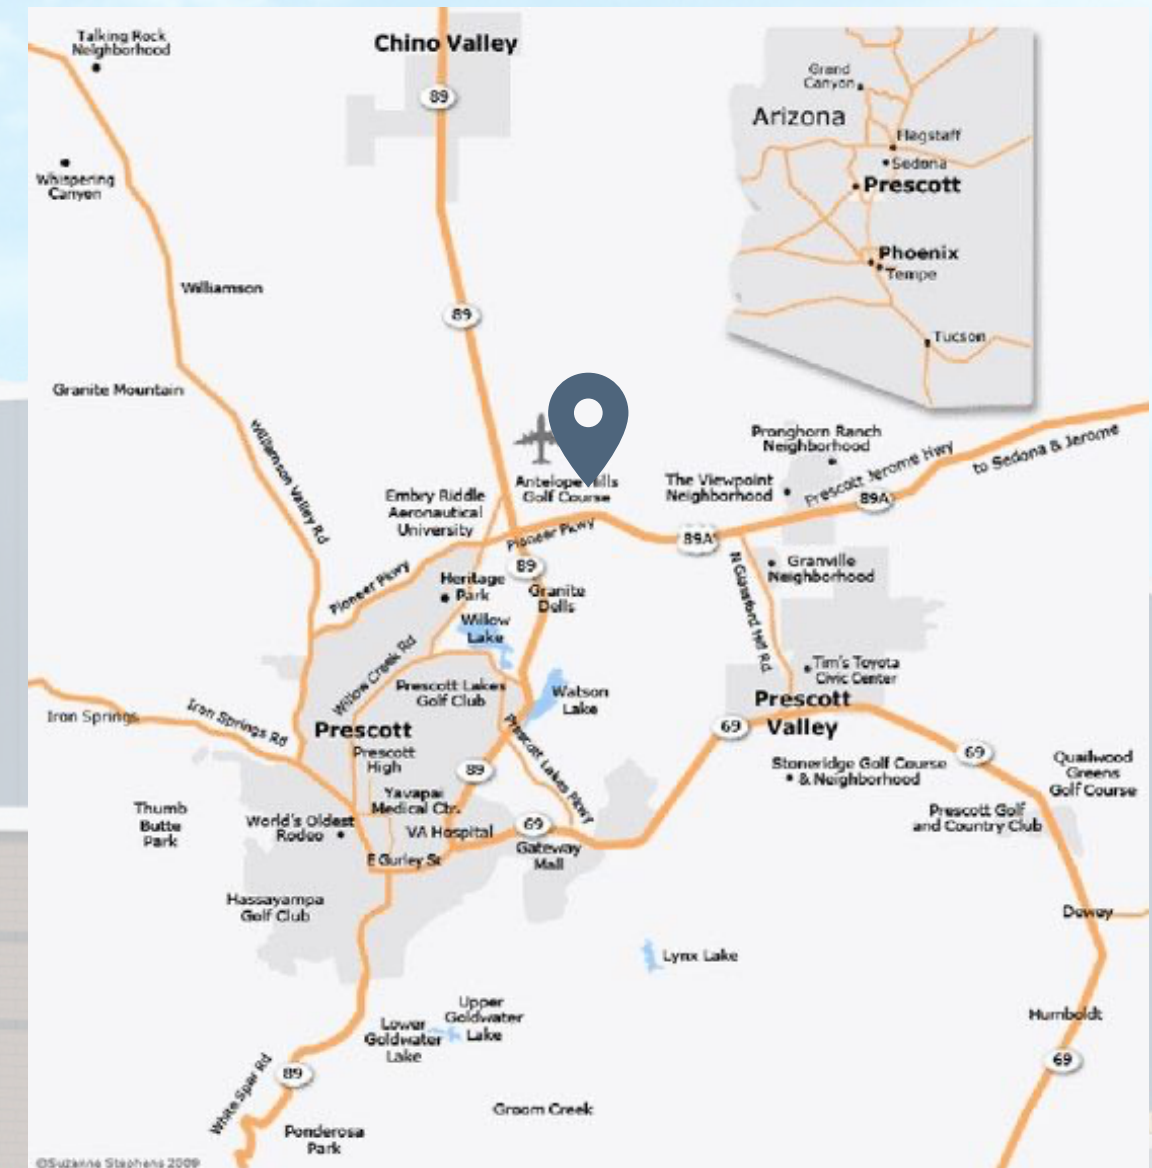 Talking Rock
Neighborhood
Chino Valley
89
Grand
Canyon
Arizona
Flagstaff
Sedona
Prescott
Phoenix
Tempe
Tucson
Whispering
Canyon
Williamson
89
Granite Mountain
Williamson Valley Rd
Pronghorn Ranch
Neighborhood
Prescott Jerome Hwy
to Sedona & Jerome
Embry Riddle
Aeronautical
University
Antelope Hills
Golf Course
The Viewpoint
Neighborhood
89A
Pioneer Pkwy
89A
89
Granville
Neighborhood
N Glassford Hill Rd
Pioneer Pkwy
Heritage
Park
Granite
Dells
Willow
Lake
Willow Creek Rd
Tim's Toyota
Civic Center
Prescott Lakes
Golf Club
Watson
Lake
Prescott
Valley
Iron Springs
Iron Springs Rd
Prescott
Prescott
High
Prescott Lakes Pkwy
69
69
89
Stoneridge Golf Course
& Neighborhood
Quailwood
Greens
Golf Course
Yavapai
Medical Ctr.
Thumb
Butte
Park
World's Oldest
Rodeo
VA Hospital
69
Gateway
Mall
Prescott Golf
and Country Club
E Gurley St
Hassayampa
Golf Club
Dewey
Lynx Lake
Upper
Goldwater
Lake
Lower
Goldwater
Lake
Humboldt
69
89
White Spar Rd
Groom Creek
Ponderosa
Park
©Suzanne Stephens 2009